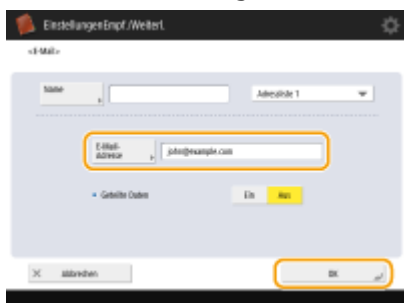 Einstellungen Empf./Weiterl.
<E-Mail>
Name
Adressliste 1
E-Mail-
Adresse
john@example.com
Geteilte Daten
Ein
Aus
Abbrechen
OK